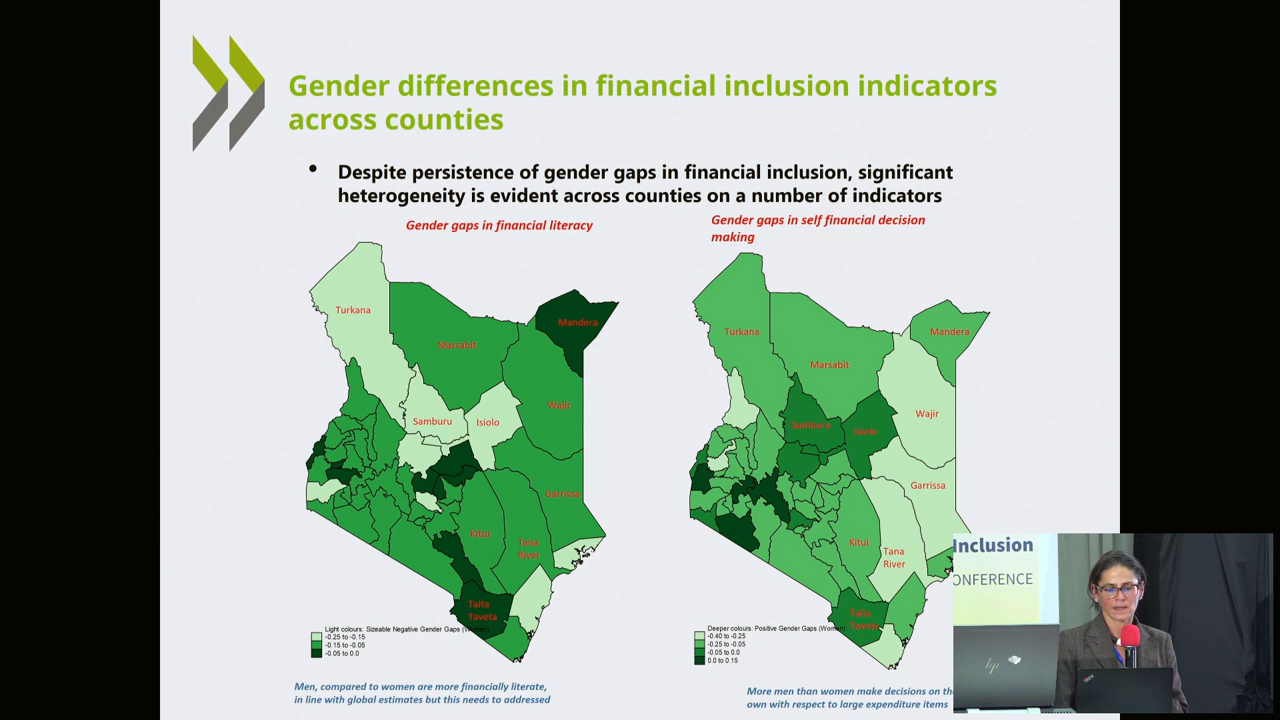 Gender differences in financial inclusion indicators
across counties
• Despite persistence of gender gaps in financial inclusion, significant
heterogeneity is evident across counties on a number of indicators
Gender gaps in financial literacy
Turkana
Mandera
Marsabit
Wajir
Samburu
Isiolo
Garrissa
Kitui
Tana
River
Taita
Taveta
Light colours: Sizeable Negative Gender Gaps (Women)
-0.25 to -0.15
-0.15 to -0.05
-0.05 to 0.0
Men, compared to women are more financially literate,
in line with global estimates but this needs to addressed
Gender gaps in self financial decision
making
Turkana
Mandera
Marsabit
Wajir
Samburu
Isiolo
Garrissa
Kitui
Tana
River
Taita
Taveta
Deeper colours: Positive Gender Gaps (Women)
-0.40 to -0.25
-0.25 to -0.05
-0.05 to 0.0
0.0 to 0.15
More men than women make decisions on the
own with respect to large expenditure items
Inclusion
ONFERENCE
hp